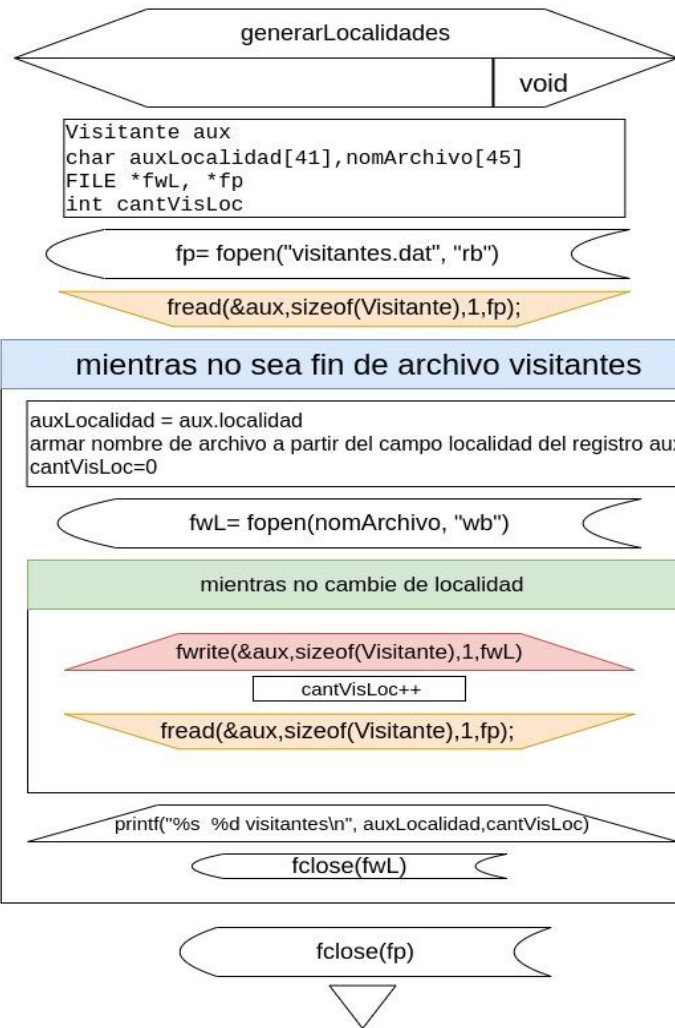 generarLocalidades
void
Visitante aux
char auxLocalidad[41],nomArchivo[45]
FILE *fwL, *fp
int cantVisLoc
fp= fopen("visitantes.dat", "rb")
fread(&aux,sizeof(Visitante),1,fp);
mientras no sea fin de archivo visitantes
auxLocalidad = aux.localidad
armar nombre de archivo a partir del campo localidad del registro aux
cantVisLoc=0
fwL= fopen(nomArchivo, "wb")
mientras no cambie de localidad
fwrite(&aux,sizeof(Visitante),1,fwL)
cantVisLoc++
fread(&aux,sizeof(Visitante),1,fp);
printf("%s  %d visitantes\n", auxLocalidad,cantVisLoc)
fclose(fwL)
fclose(fp)